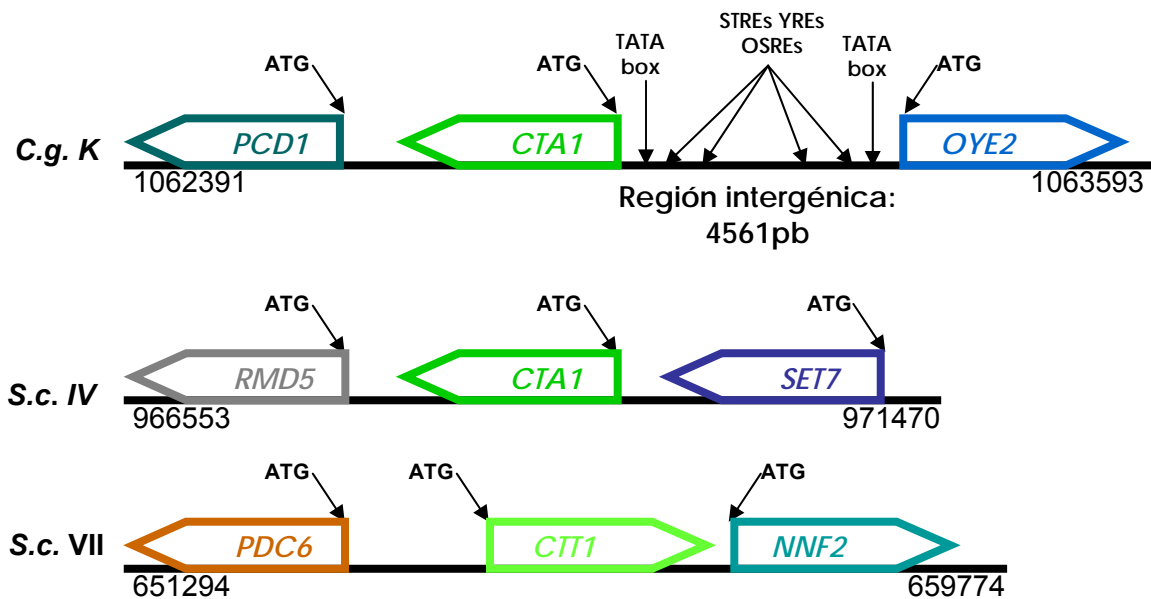 STREs YREs
OSREs
TATA
box
TATA
box
ATG
ATG
ATG
C.g. K
PCD1
CTA1
OYE2
1062391
1063593
Región intergénica:
4561pb
ATG
ATG
ATG
S.c. IV
RMD5
CTA1
SET7
966553
971470
ATG
ATG
ATG
S.c. VII
PDC6
CTT1
NNF2
651294
659774